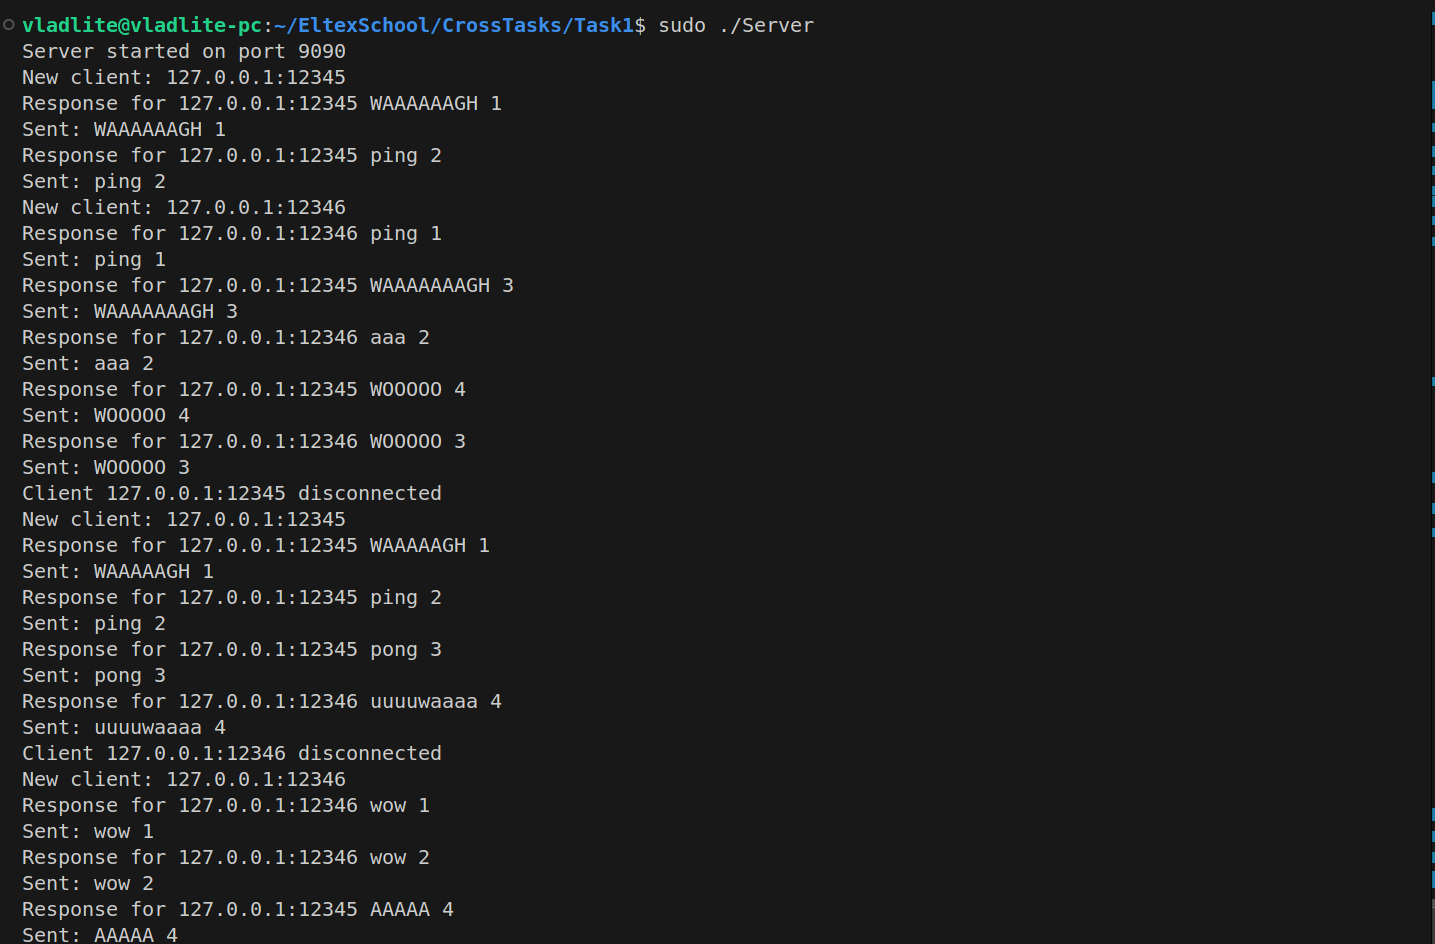 vladlite@vladlite-pc:~/EltexSchool/CrossTasks/Task1$ sudo ./Server
Server started on port 9090
New client: 127.0.0.1:12345
Response for 127.0.0.1:12345 WAAAAAAGH 1
Sent: WAAAAAAGH 1
Response for 127.0.0.1:12345 ping 2
Sent: ping 2
New client: 127.0.0.1:12346
Response for 127.0.0.1:12346 ping 1
Sent: ping 1
Response for 127.0.0.1:12345 WAAAAAAAGH 3
Sent: WAAAAAAAGH 3
Response for 127.0.0.1:12346 aaa 2
Sent: aaa 2
Response for 127.0.0.1:12345 WOOOOO 4
Sent: WOOOOO 4
Response for 127.0.0.1:12346 WOOOOO 3
Sent: WOOOOO 3
Client 127.0.0.1:12345 disconnected
New client: 127.0.0.1:12345
Response for 127.0.0.1:12345 WAAAAAGH 1
Sent: WAAAAAGH 1
Response for 127.0.0.1:12345 ping 2
Sent: ping 2
Response for 127.0.0.1:12345 pong 3
Sent: pong 3
Response for 127.0.0.1:12346 uuuuwaaaa 4
Sent: uuuuwaaaa 4
Client 127.0.0.1:12346 disconnected
New client: 127.0.0.1:12346
Response for 127.0.0.1:12346 wow 1
Sent: wow 1
Response for 127.0.0.1:12346 wow 2
Sent: wow 2
Response for 127.0.0.1:12345 AAAAA 4
Sent: AAAAA 4